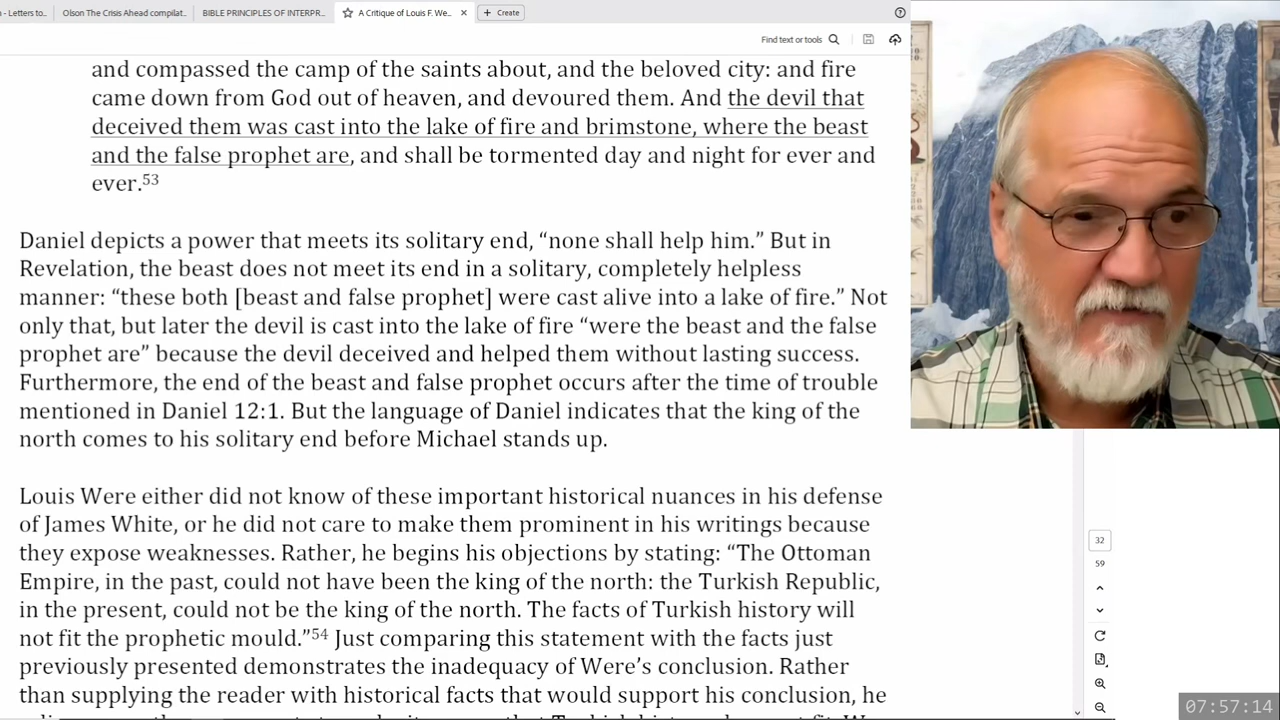 - Letters to..
Olson The Crisis Ahead compilat..
BIBLE PRINCIPLES OF INTERPR...
A Critique of Louis F. We...
Create
Find text or tools
and compassed the camp of the saints about, and the beloved city: and fire
came down from God out of heaven, and devoured them. And the devil that
deceived them was cast into the lake of fire and brimstone, where the beast
and the false prophet are, and shall be tormented day and night for ever and
ever.53
Daniel depicts a power that meets its solitary end, “none shall help him.” But in
Revelation, the beast does not meet its end in a solitary, completely helpless
manner: “these both [beast and false prophet] were cast alive into a lake of fire.” Not
only that, but later the devil is cast into the lake of fire “were the beast and the false
prophet are” because the devil deceived and helped them without lasting success.
Furthermore, the end of the beast and false prophet occurs after the time of trouble
mentioned in Daniel 12:1. But the language of Daniel indicates that the king of the
north comes to his solitary end before Michael stands up.
Louis Were either did not know of these important historical nuances in his defense
of James White, or he did not care to make them prominent in his writings because
they expose weaknesses. Rather, he begins his objections by stating: “The Ottoman
Empire, in the past, could not have been the king of the north: the Turkish Republic,
in the present, could not be the king of the north. The facts of Turkish history will
not fit the prophetic mould.”54 Just comparing this statement with the facts just
previously presented demonstrates the inadequacy of Were’s conclusion. Rather
than supplying the reader with historical facts that would support his conclusion, he
32
59
07:57:14